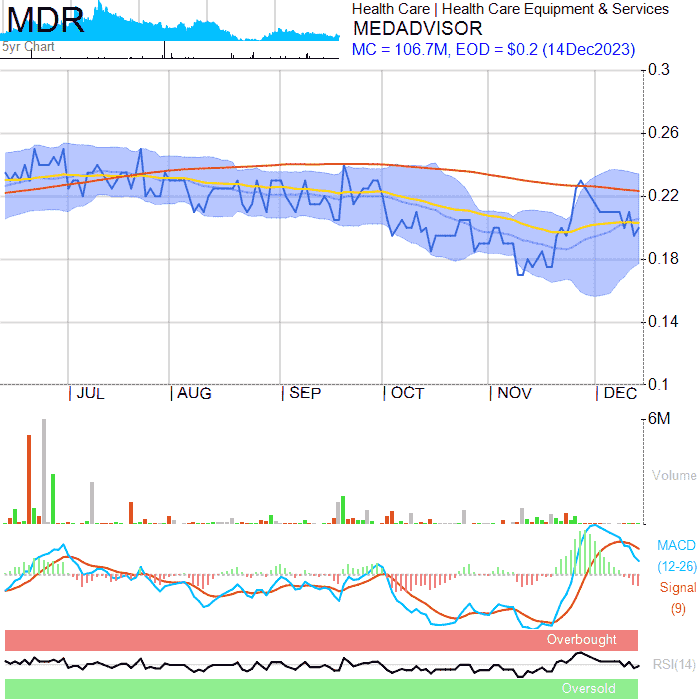 MDR
5yr Chart
Health Care | Health Care Equipment & Services
MEDADVISOR
MC = 106.7M, EOD = $0.2 (14Dec2023)
0.3
0.26
0.22
0.18
0.14
0.1
JUL AUG SEP OCT NOV DEC
6M
Volume
MACD
(12-26)
Signal
(9)
Overbought
RSI(14)
Oversold